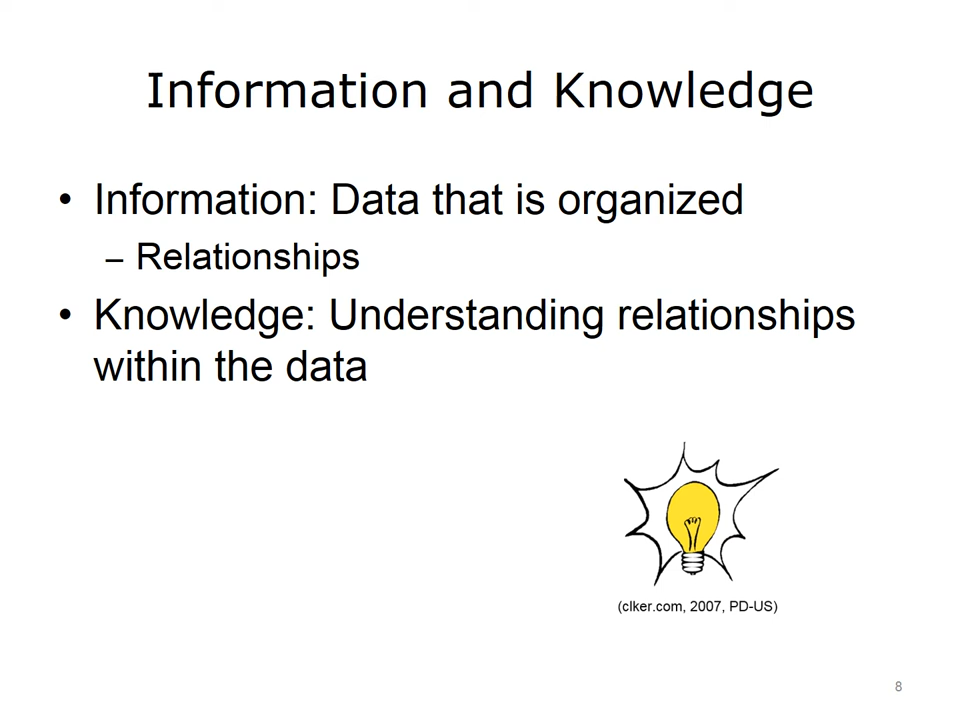 Information and Knowledge
• Information: Data that is organized
– Relationships
• Knowledge: Understanding relationships
within the data
(clker.com, 2007, PD-US)
8